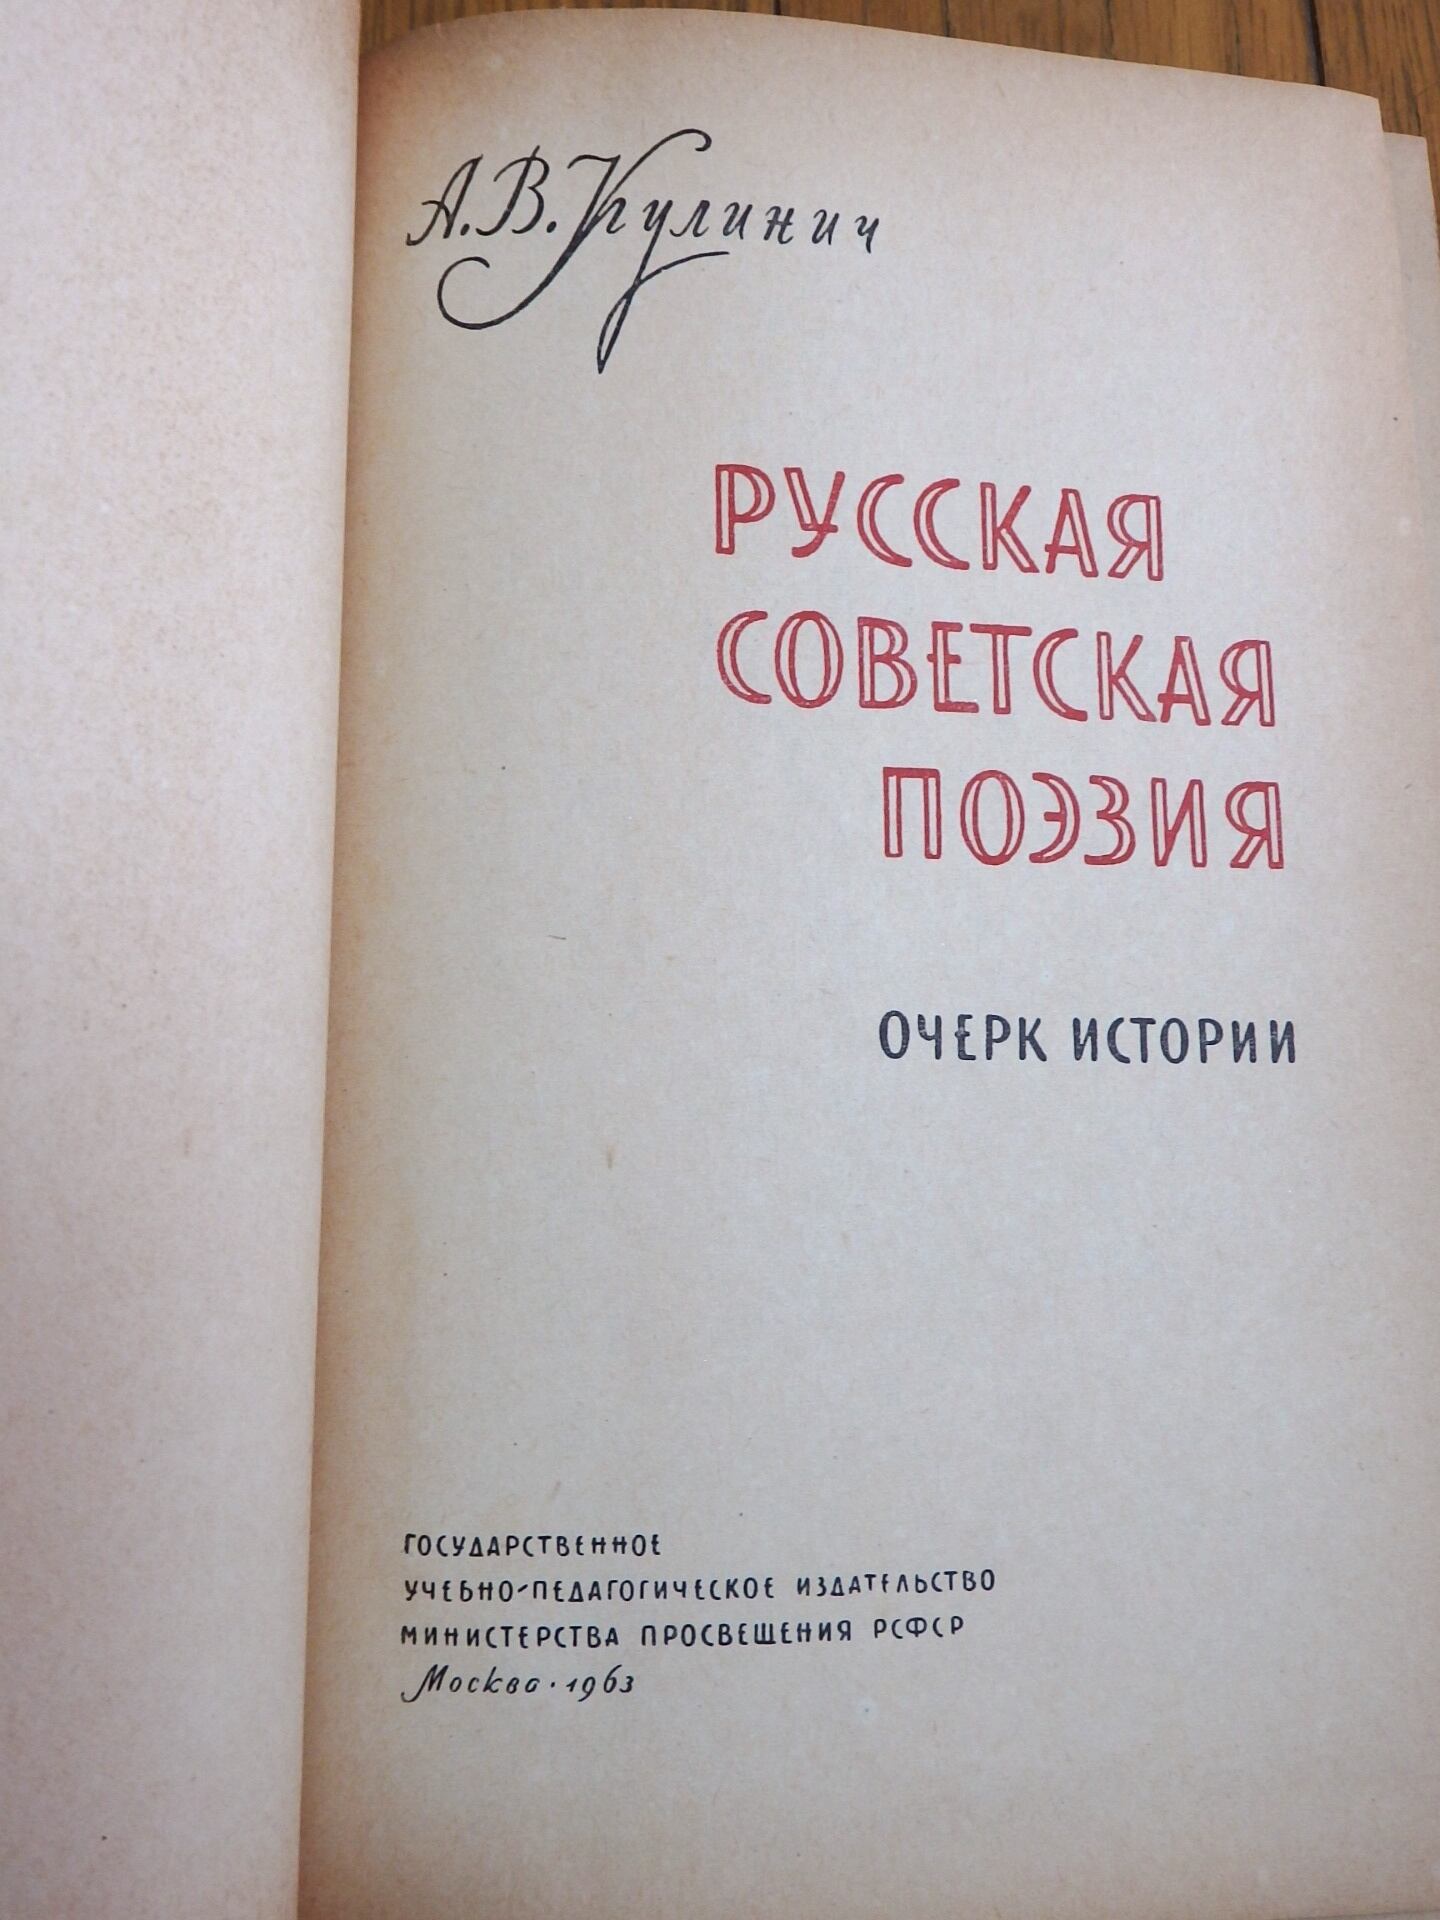 А.В.Кулинич
РУССКАЯ
СОВЕТСКАЯ
ПОЭЗИЯ
ОЧЕРК ИСТОРИИ
ГОСУДАРСТВЕННОЕ
УЧЕБНО-ПЕДАГОГИЧЕСКОЕ ИЗДАТЕЛЬСТВО
МИНИСТЕРСТВА ПРОСВЕЩЕНИЯ РСФСР
Москва · 1963